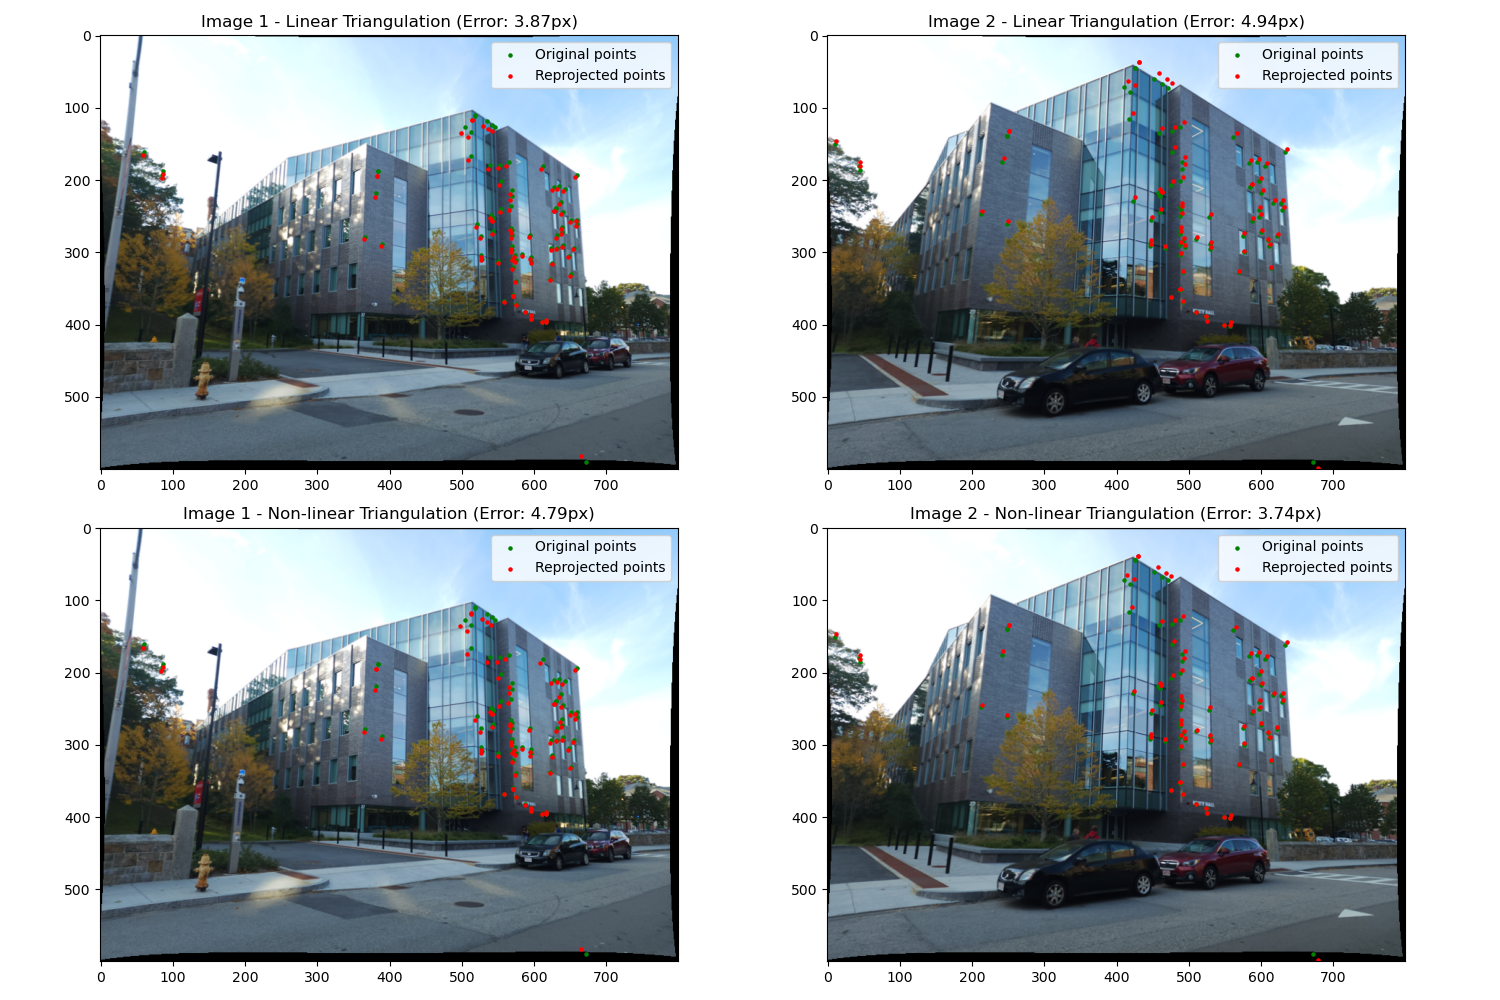 Image 1 - Linear Triangulation (Error: 3.87px)
0
100
200
300
400
500
0 100 200 300 400 500 600 700
Original points
Reprojected points
Image 2 - Linear Triangulation (Error: 4.94px)
0
100
200
300
400
500
0 100 200 300 400 500 600 700
Original points
Reprojected points
Image 1 - Non-linear Triangulation (Error: 4.79px)
0
100
200
300
400
500
0 100 200 300 400 500 600 700
Original points
Reprojected points
Image 2 - Non-linear Triangulation (Error: 3.74px)
0
100
200
300
400
500
0 100 200 300 400 500 600 700
Original points
Reprojected points